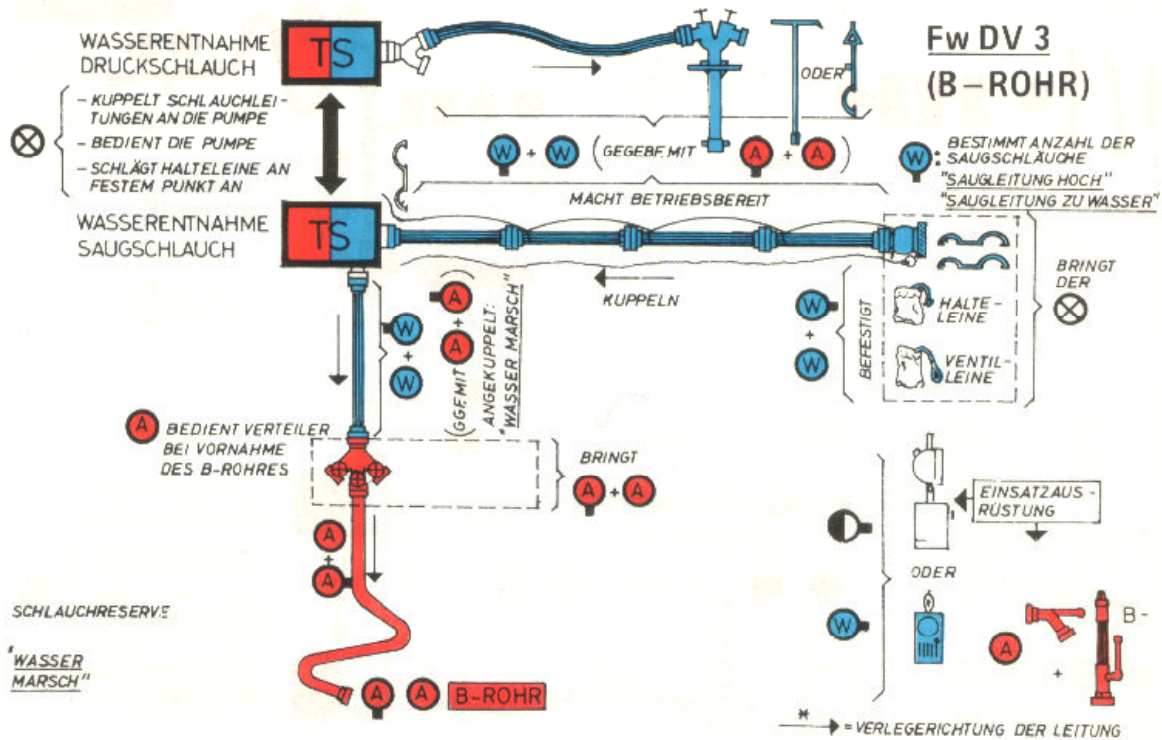 Fw DV 3
(B-ROHR)
WASSERENTNAHME
DRUCKSCHLAUCH
TS
ODER
- KUPPELT SCHLAUCHLEI-
TUNGEN AN DIE PUMPE
- BEDIENT DIE PUMPE
- SCHLÄGT HALTELEINE AN
FESTEM PUNKT AN
W + W (GEGEBF. MIT A + A)
W : BESTIMMT ANZAHL DER
SAUGSCHLÄUCHE
"SAUGLEITUNG HOCH"
"SAUGLEITUNG ZU WASSER"
MACHT BETRIEBSBEREIT
WASSERENTNAHME
SAUGSCHLAUCH
TS
KUPPELN
W
+
W
(GGF. MIT
A
+
A)
ANGEKUPPELT:
"WASSER MARSCH"
W
+
W
BEFESTIGT
HALTE-
LEINE
VENTIL-
LEINE
BRINGT
DER
A BEDIENT VERTEILER
BEI VORNAHME
DES B-ROHRES
BRINGT
A + A
A
+
A
EINSATZAUS-
RÜSTUNG
ODER
W
A
+
B-
SCHLAUCHRESERVE
"WASSER
MARSCH"
A A B-ROHR
* = VERLEGERICHTUNG DER LEITUNG